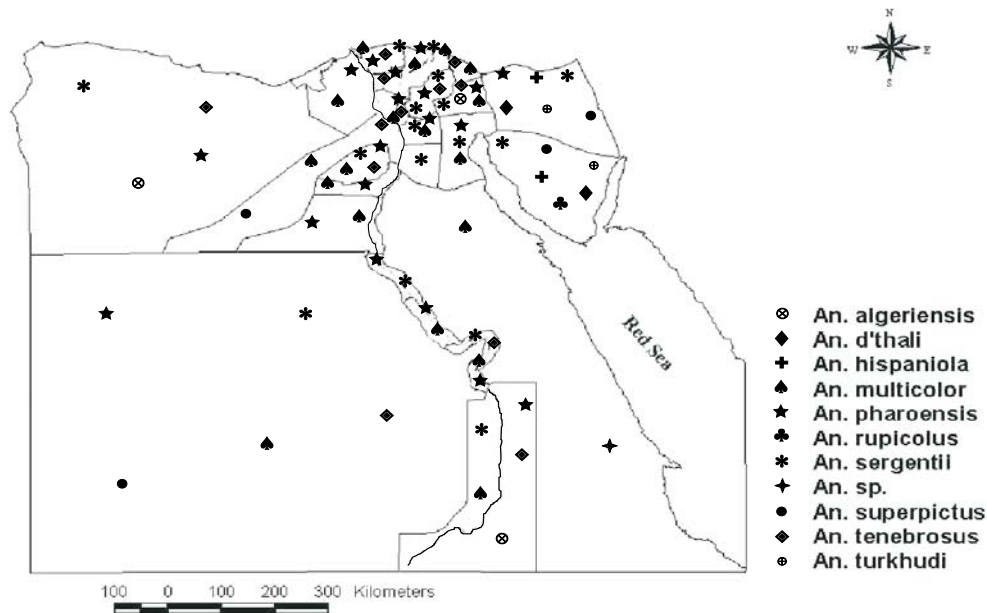 N
W E
S
Red Sea
An. algeriensis
An. d'thali
An. hispaniola
An. multicolor
An. pharoensis
An. rupicolus
An. sergentii
An. sp.
An. superpictus
An. tenebrosus
An. turkhudi
100 0 100 200 300 Kilometers